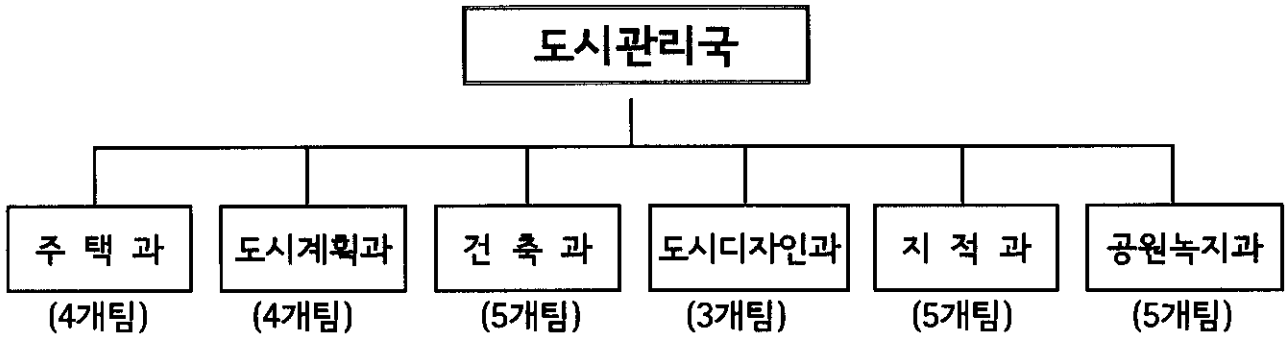 도시관리국
주 택 과 도시계획과 건 축 과 도시디자인과 지 적 과 공원녹지과
(4개팀) (4개팀) (5개팀) (3개팀) (5개팀) (5개팀)